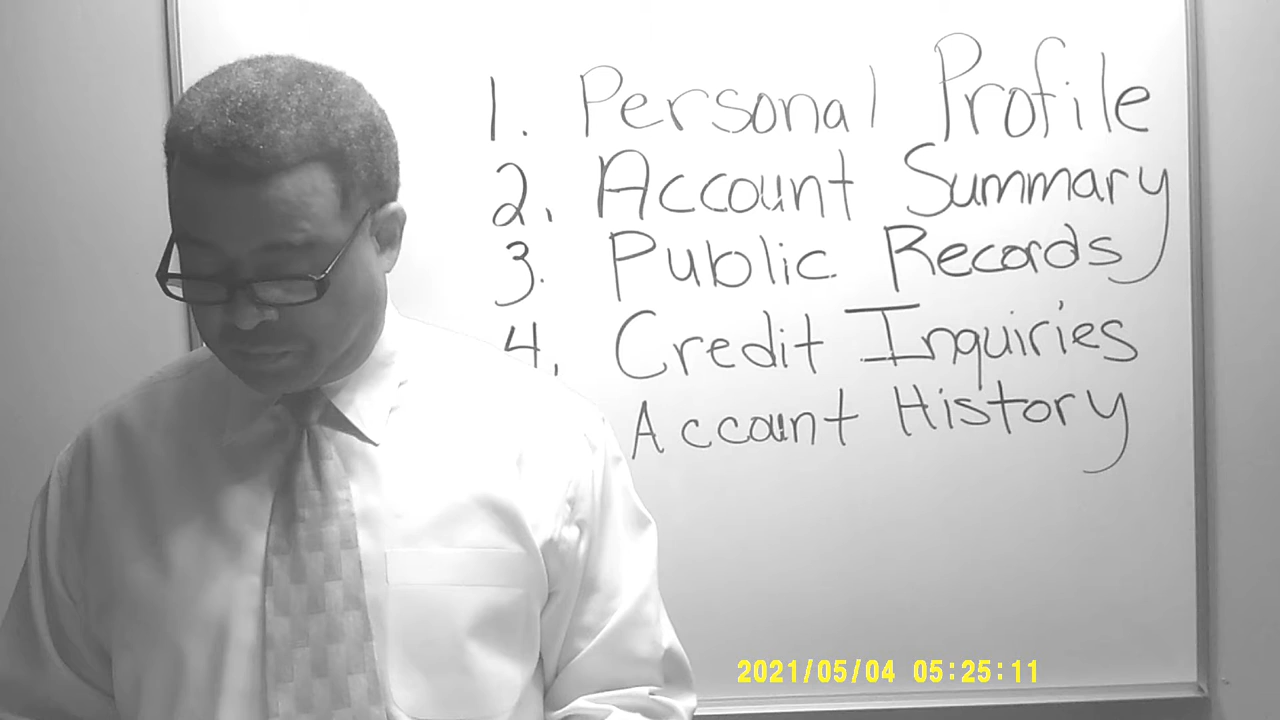 1. Personal Profile
2. Account Summary
3. Public Records
4. Credit Inquiries
Account History
2021/05/04 05:25:11